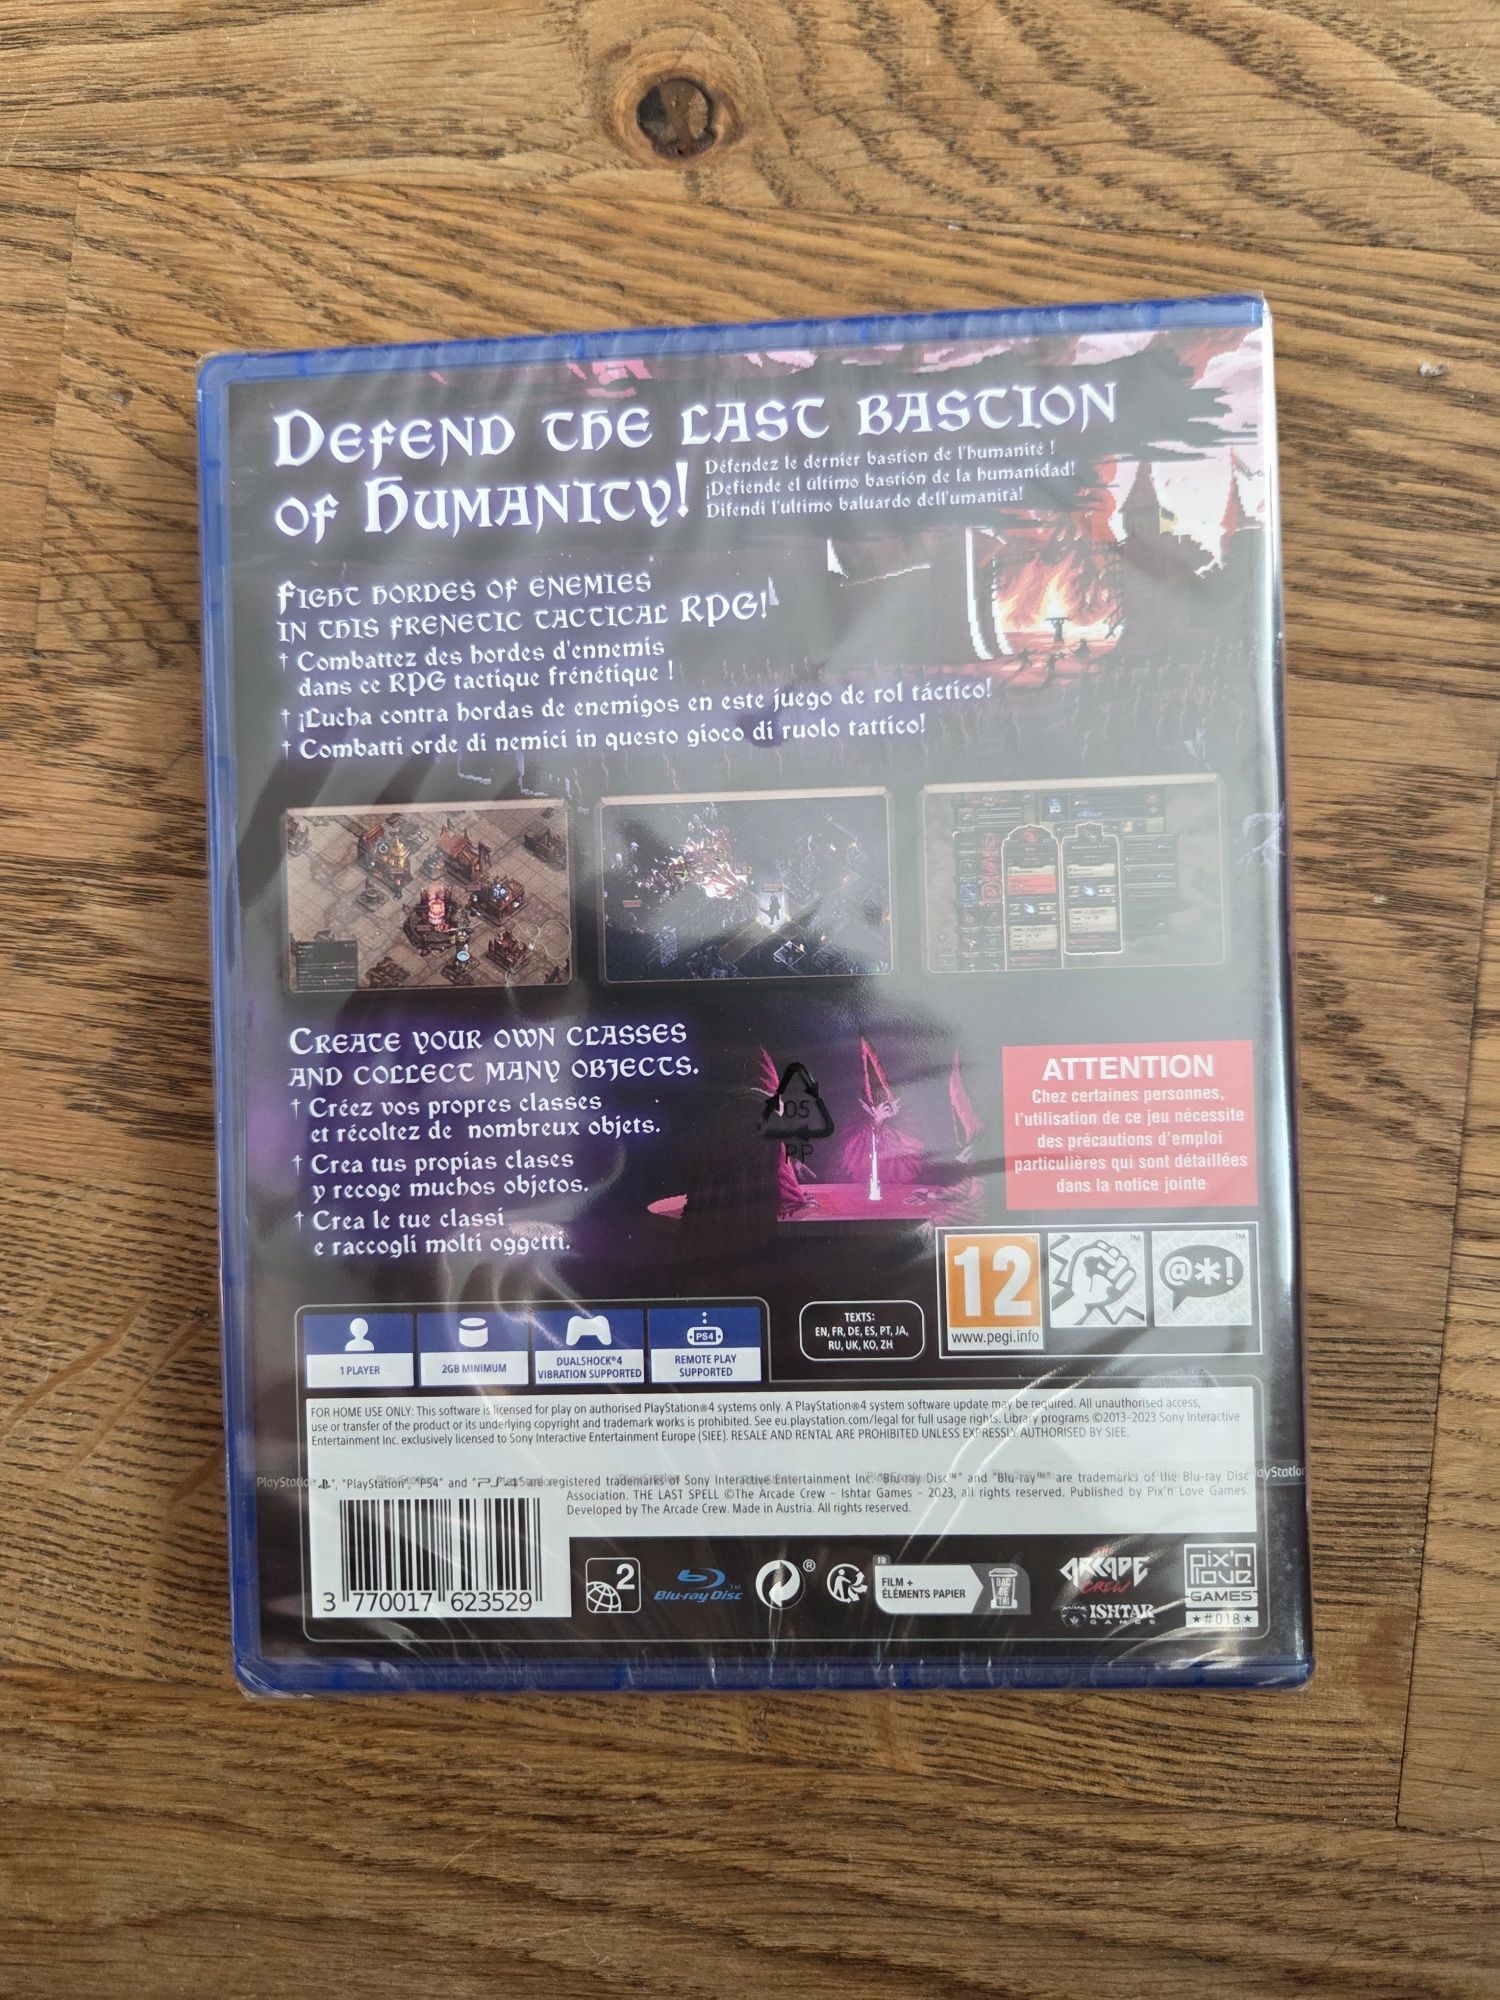 Defend the last bastion
of Humanity!
Défendez le dernier bastion de l'humanité !
¡Defiende el último bastión de la humanidad!
Difendi l'ultimo baluardo dell'umanità!
Fight hordes of enemies
in this frenetic tactical RPG!
† Combattez des hordes d'ennemis
dans ce RPG tactique frénétique !
† ¡Lucha contra hordas de enemigos en este juego de rol táctico!
† Combatti orde di nemici in questo gioco di ruolo tattico!
Create your own classes
and collect many objects.
† Créez vos propres classes
et récoltez de nombreux objets.
† Crea tus propias clases
y recoge muchos objetos.
† Crea le tue classi
e raccogli molti oggetti.
05
PP
ATTENTION
Chez certaines personnes,
l'utilisation de ce jeu nécessite
des précautions d'emploi
particulières qui sont détaillées
dans la notice jointe
12
www.pegi.info
@*!
TEXTS:
EN, FR, DE, ES, PT, JA,
RU, UK, KO, ZH
1 PLAYER
2GB MINIMUM
DUALSHOCK®4
VIBRATION SUPPORTED
PS4
REMOTE PLAY
SUPPORTED
FOR HOME USE ONLY: This software is licensed for play on authorised PlayStation®4 systems only. A PlayStation®4 system software update may be required. All unauthorised access,
use or transfer of the product or its underlying copyright and trademark works is prohibited. See eu.playstation.com/legal for full usage rights. Library programs ©2013-2023 Sony Interactive
Entertainment Inc. exclusively licensed to Sony Interactive Entertainment Europe (SIEE). RESALE AND RENTAL ARE PROHIBITED UNLESS EXPRESSLY AUTHORISED BY SIEE.
"PlayStation", "PS4" and "PS4" are registered trademarks of Sony Interactive Entertainment Inc. "Blu-ray Disc™" and "Blu-ray™" are trademarks of the Blu-ray Disc
Association. THE LAST SPELL ©The Arcade Crew - Ishtar Games - 2023, all rights reserved. Published by Pix'n Love Games.
Developed by The Arcade Crew. Made in Austria. All rights reserved.
3 770017 623529
2
Blu-ray Disc™
®
FR
FILM +
ÉLÉMENTS PAPIER
BAC
DE
TRI
THE
ARCADE
CREW
ISHTAR
GAMES
pix'n
love
GAMES
★#018★